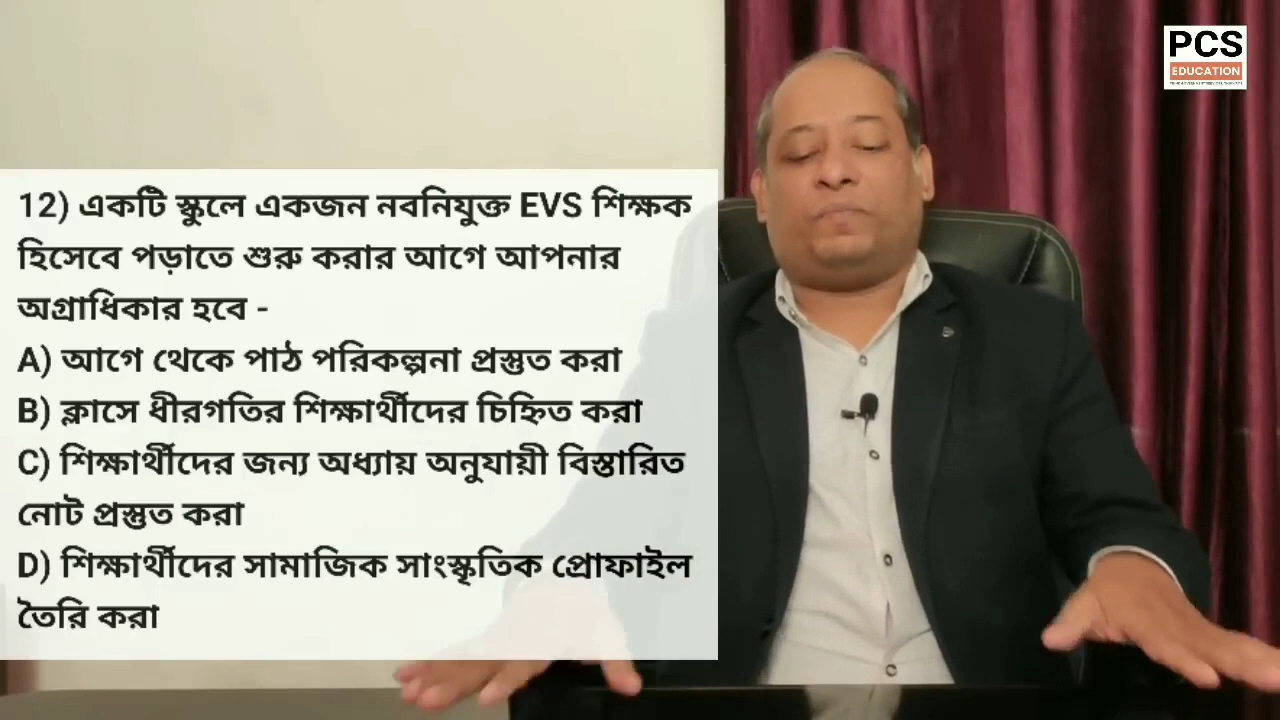 PCS
EDUCATION
12) একটি স্কুলে একজন নবনিযুক্ত EVS শিক্ষক
হিসেবে পড়াতে শুরু করার আগে আপনার
অগ্রাধিকার হবে -
A) আগে থেকে পাঠ পরিকল্পনা প্রস্তুত করা
B) ক্লাসে ধীরগতির শিক্ষার্থীদের চিহ্নিত করা
C) শিক্ষার্থীদের জন্য অধ্যায় অনুযায়ী বিস্তারিত
নোট প্রস্তুত করা
D) শিক্ষার্থীদের সামাজিক সাংস্কৃতিক প্রোফাইল
তৈরি করা